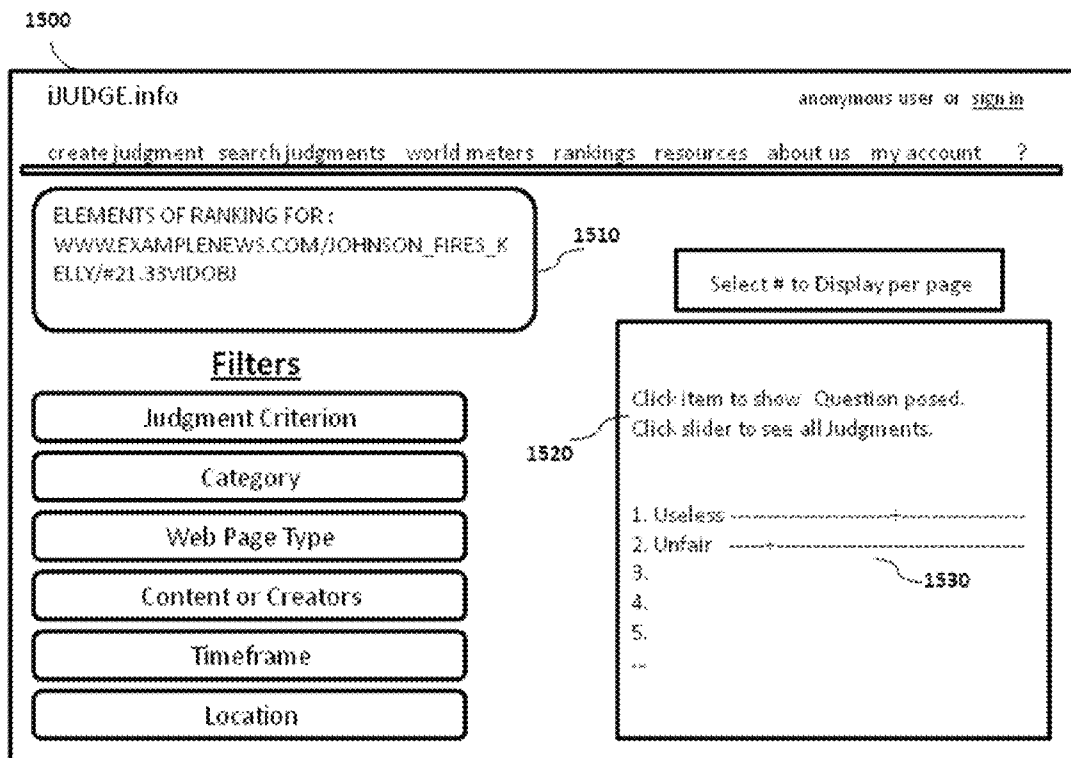 1500
iJUDGE.info
anonymous user or sign in
create judgment search judgments world meters rankings resources about us my account ?
ELEMENTS OF RANKING FOR :
WWW.EXAMPLENEWS.COM/JOHNSON_FIRES_K
ELLY/#21.33VIDOBJ
1510
Select # to Display per page
Filters
Judgment Criterion
Category
Web Page Type
Content or Creators
Timeframe
Location
Click item to show Question posed.
Click slider to see all Judgments.
1520
1. Useless ----------------------+-----------------
2. Unfair -----+---------------------------------
1530
3.
4.
5.
...